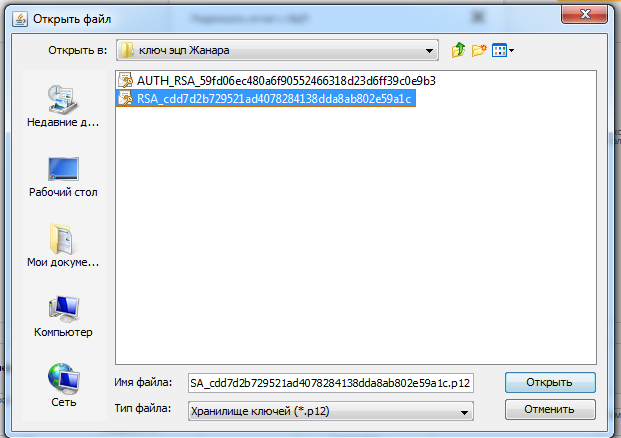 Открыть файл
Открыть в:
ключ эцп Жанара
AUTH_RSA_59fd06ec480a6f90552466318d23d6ff39c0e9b3
RSA_cdd7d2b729521ad4078284138dda8ab802e59a1c
Недавние д...
Рабочий стол
Мои докуме...
Компьютер
Сеть
Имя файла:
SA_cdd7d2b729521ad4078284138dda8ab802e59a1c.p12
Открыть
Тип файла:
Хранилище ключей (*.p12)
Отменить